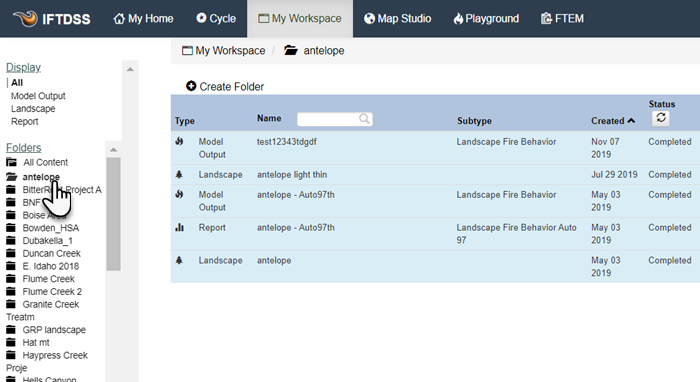 IFTDSS
My Home
Cycle
My Workspace
Map Studio
Playground
FTEM
My Workspace / antelope
Display
All
Model Output
Landscape
Report
Folders
All Content
antelope
Project A
BNF
Boise
Bowden_HSA
Dubakella_1
Duncan Creek
E. Idaho 2018
Flume Creek
Flume Creek 2
Granite Creek
Treatm
GRP landscape
Hat mt
Haypress Creek
Proje
Hells Canyon
Create Folder
Type Name Subtype Created Status
Model Output test12343tdgdf Landscape Fire Behavior Nov 07 2019 Completed
Landscape antelope light thin Jul 29 2019 Completed
Model Output antelope - Auto97th Landscape Fire Behavior May 03 2019 Completed
Report antelope - Auto97th Landscape Fire Behavior Auto 97 May 03 2019 Completed
Landscape antelope May 03 2019 Completed